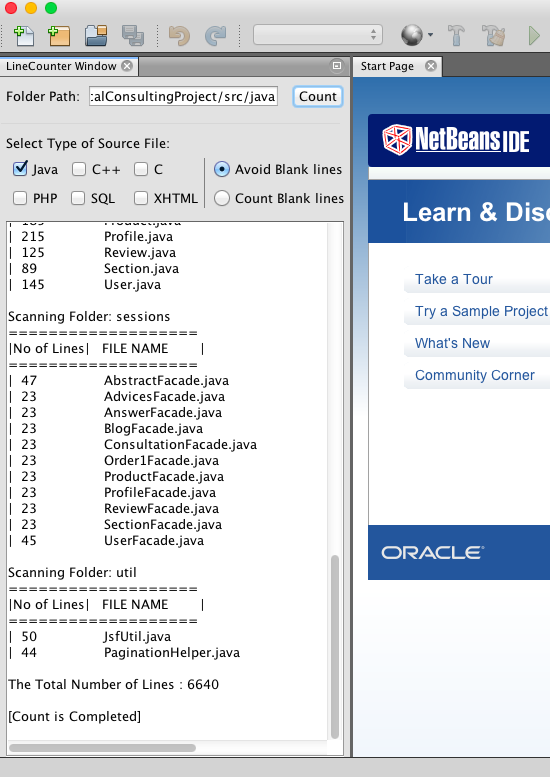 LineCounter Window
Start Page
Folder Path: :alConsultingProject/src/java Count
Select Type of Source File:
Java C++ C Avoid Blank lines
PHP SQL XHTML Count Blank lines
NetBeans IDE
Learn & Disc
Take a Tour
Try a Sample Project
What's New
Community Corner
ORACLE
| 215 Profile.java
| 125 Review.java
| 89 Section.java
| 145 User.java
Scanning Folder: sessions
===================
|No of Lines| FILE NAME |
===================
| 47 AbstractFacade.java
| 23 AdvicesFacade.java
| 23 AnswerFacade.java
| 23 BlogFacade.java
| 23 ConsultationFacade.java
| 23 Order1Facade.java
| 23 ProductFacade.java
| 23 ProfileFacade.java
| 23 ReviewFacade.java
| 23 SectionFacade.java
| 45 UserFacade.java
Scanning Folder: util
===================
|No of Lines| FILE NAME |
===================
| 50 JsfUtil.java
| 44 PaginationHelper.java
The Total Number of Lines : 6640
[Count is Completed]